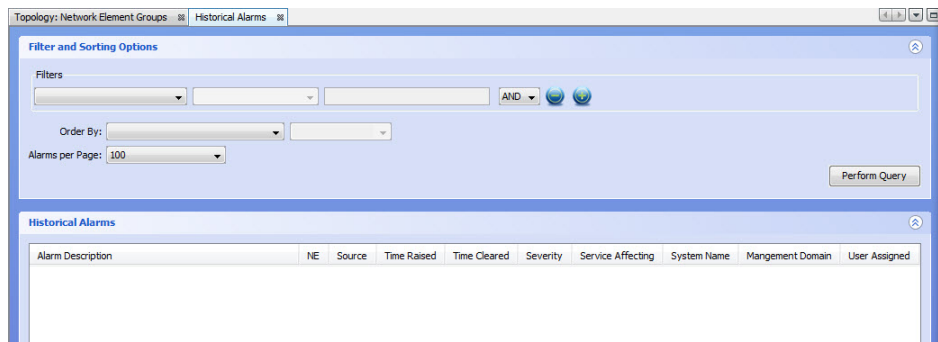 Topology: Network Element Groups Historical Alarms
Filter and Sorting Options
Filters
AND
Order By:
Alarms per Page: 100
Perform Query
Historical Alarms
Alarm Description NE Source Time Raised Time Cleared Severity Service Affecting System Name Mangement Domain User Assigned